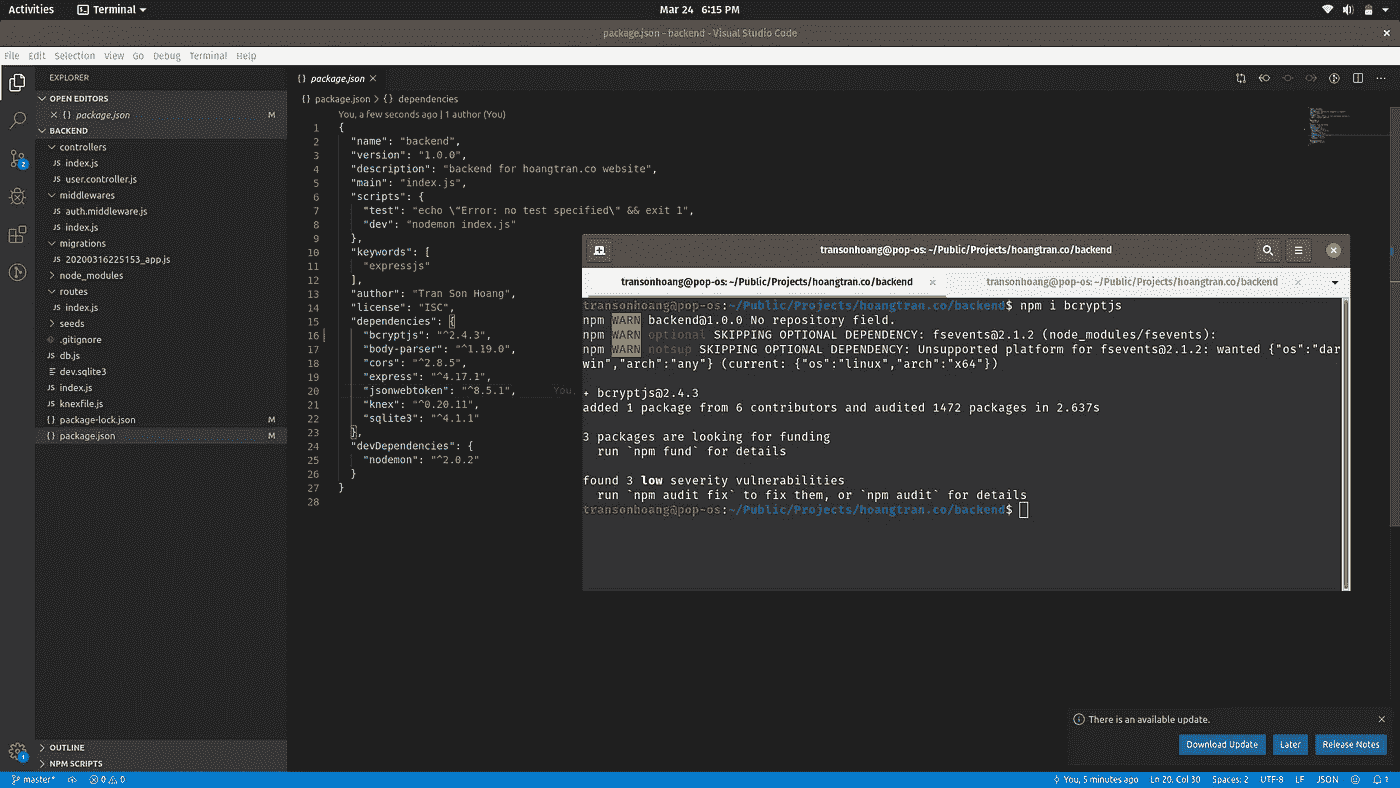 Activities
Terminal
Mar 24 6:15 PM
package.json - backend - Visual Studio Code
File Edit Selection View Go Debug Terminal Help
EXPLORER
OPEN EDITORS
{} package.json M
BACKEND
controllers
JS index.js
JS user.controller.js
middlewares
JS auth.middleware.js
JS index.js
migrations
JS 20200316225153_app.js
node_modules
routes
JS index.js
seeds
.gitignore
JS db.js
dev.sqlite3
JS index.js
JS knexfile.js
{} package-lock.json M
{} package.json M
OUTLINE
NPM SCRIPTS
2
1
{} package.json
{} package.json > {} dependencies
You, a few seconds ago | 1 author (You)
1 {
2 "name": "backend",
3 "version": "1.0.0",
4 "description": "backend for hoangtran.co website",
5 "main": "index.js",
6 "scripts": {
7 "test": "echo \"Error: no test specified\" && exit 1",
8 "dev": "nodemon index.js"
9 },
10 "keywords": [
11 "expressjs"
12 ],
13 "author": "Tran Son Hoang",
14 "license": "ISC",
15 "dependencies": {
16 "bcryptjs": "^2.4.3",
17 "body-parser": "^1.19.0",
18 "cors": "^2.8.5",
19 "express": "^4.17.1",
20 "jsonwebtoken": "^8.5.1", You,
21 "knex": "^0.20.11",
22 "sqlite3": "^4.1.1"
23 },
24 "devDependencies": {
25 "nodemon": "^2.0.2"
26 }
27 }
28
transonhoang@pop-os: ~/Public/Projects/hoangtran.co/backend
transonhoang@pop-os: ~/Public/Projects/hoangtran.co/backend
transonhoang@pop-os: ~/Public/Projects/hoangtran.co/backend
transonhoang@pop-os:~/Public/Projects/hoangtran.co/backend$ npm i bcryptjs
npm WARN backend@1.0.0 No repository field.
npm WARN optional SKIPPING OPTIONAL DEPENDENCY: fsevents@2.1.2 (node_modules/fsevents):
npm WARN notsup SKIPPING OPTIONAL DEPENDENCY: Unsupported platform for fsevents@2.1.2: wanted {"os":"dar
win","arch":"any"} (current: {"os":"linux","arch":"x64"})
+ bcryptjs@2.4.3
added 1 package from 6 contributors and audited 1472 packages in 2.637s
3 packages are looking for funding
run `npm fund` for details
found 3 low severity vulnerabilities
run `npm audit fix` to fix them, or `npm audit` for details
transonhoang@pop-os:~/Public/Projects/hoangtran.co/backend$
There is an available update.
Download Update
Later
Release Notes
master*
0 0
You, 5 minutes ago
Ln 20, Col 30
Spaces: 2
UTF-8
LF
JSON
1